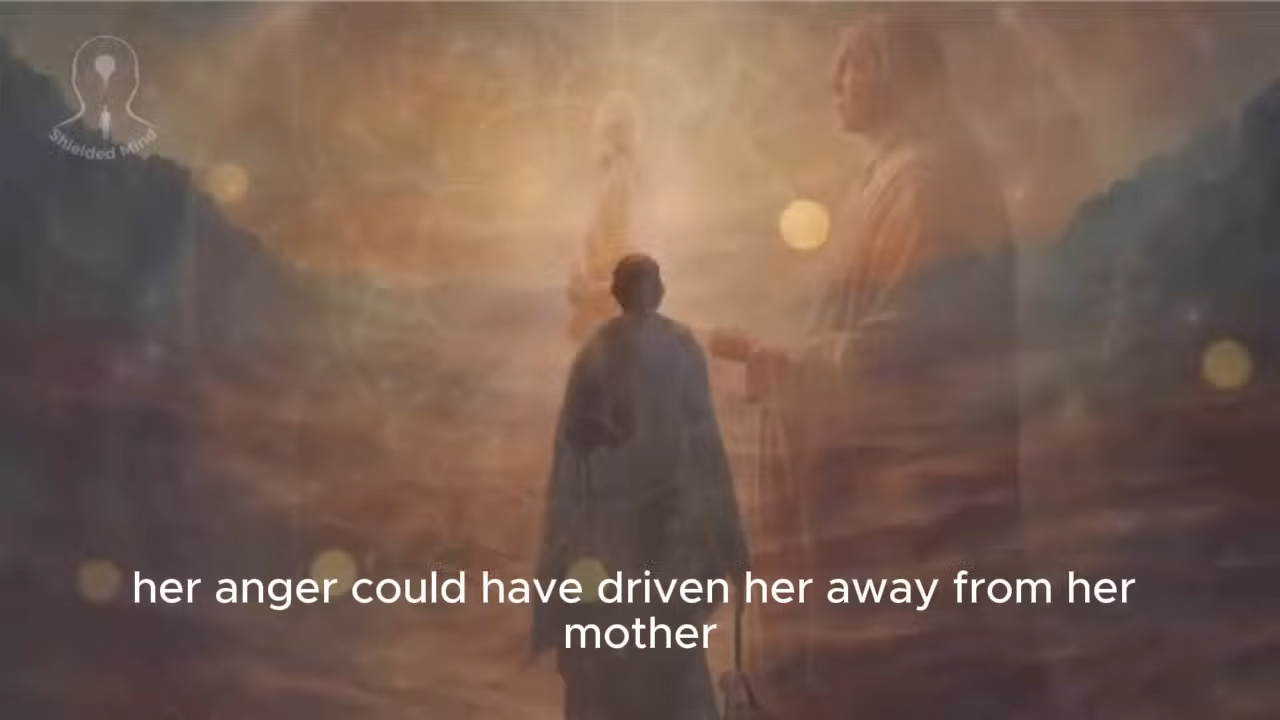 Shielded Mind
her anger could have driven her away from her
mother